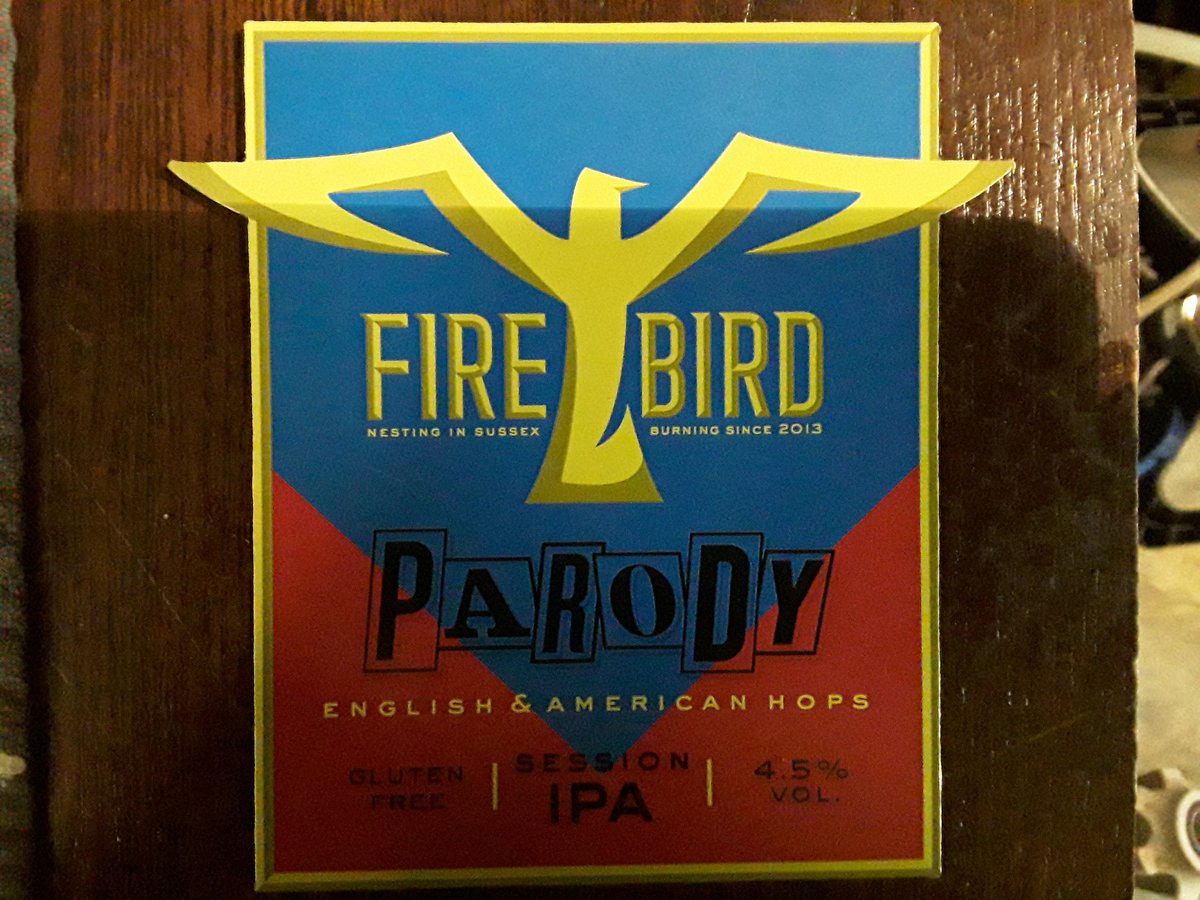 FIRE BIRD
NESTING IN SUSSEX BURNING SINCE 2013
PARODY
ENGLISH & AMERICAN HOPS
GLUTEN FREE
SESSION IPA
4.5% VOL.